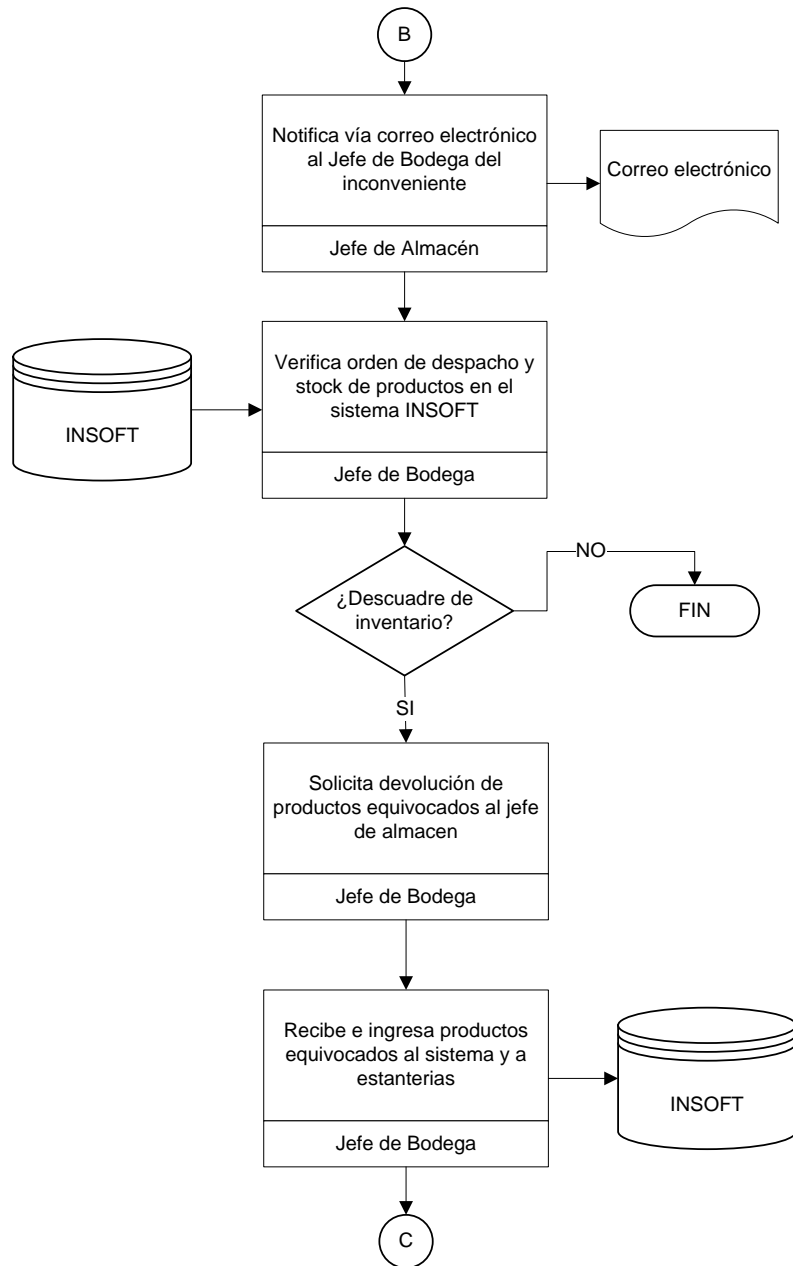 B
Notifica vía correo electrónico
al Jefe de Bodega del
inconveniente
Jefe de Almacén
Correo electrónico
Verifica orden de despacho y
stock de productos en el
sistema INSOFT
Jefe de Bodega
INSOFT
¿Descuadre de
inventario?
NO
FIN
SI
Solicita devolución de
productos equivocados al jefe
de almacen
Jefe de Bodega
Recibe e ingresa productos
equivocados al sistema y a
estanterias
Jefe de Bodega
INSOFT
C